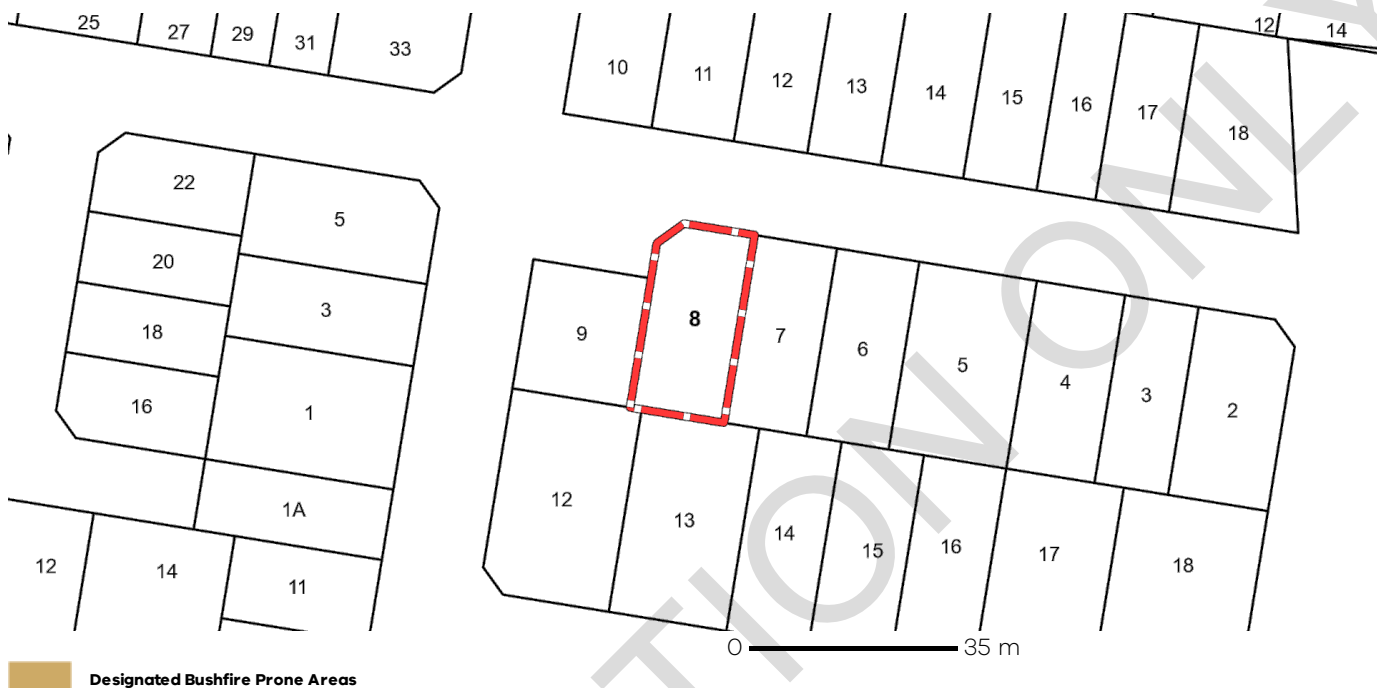 25 27 29 31 33
12 14
10 11 12 13 14 15 16 17 18
22 5
20
3
18
16 1
1A
12 14 11
9 8 7 6 5 4 3 2
12 13 14 15 16 17 18
TION ONLY
0 35 m
Designated Bushfire Prone Areas